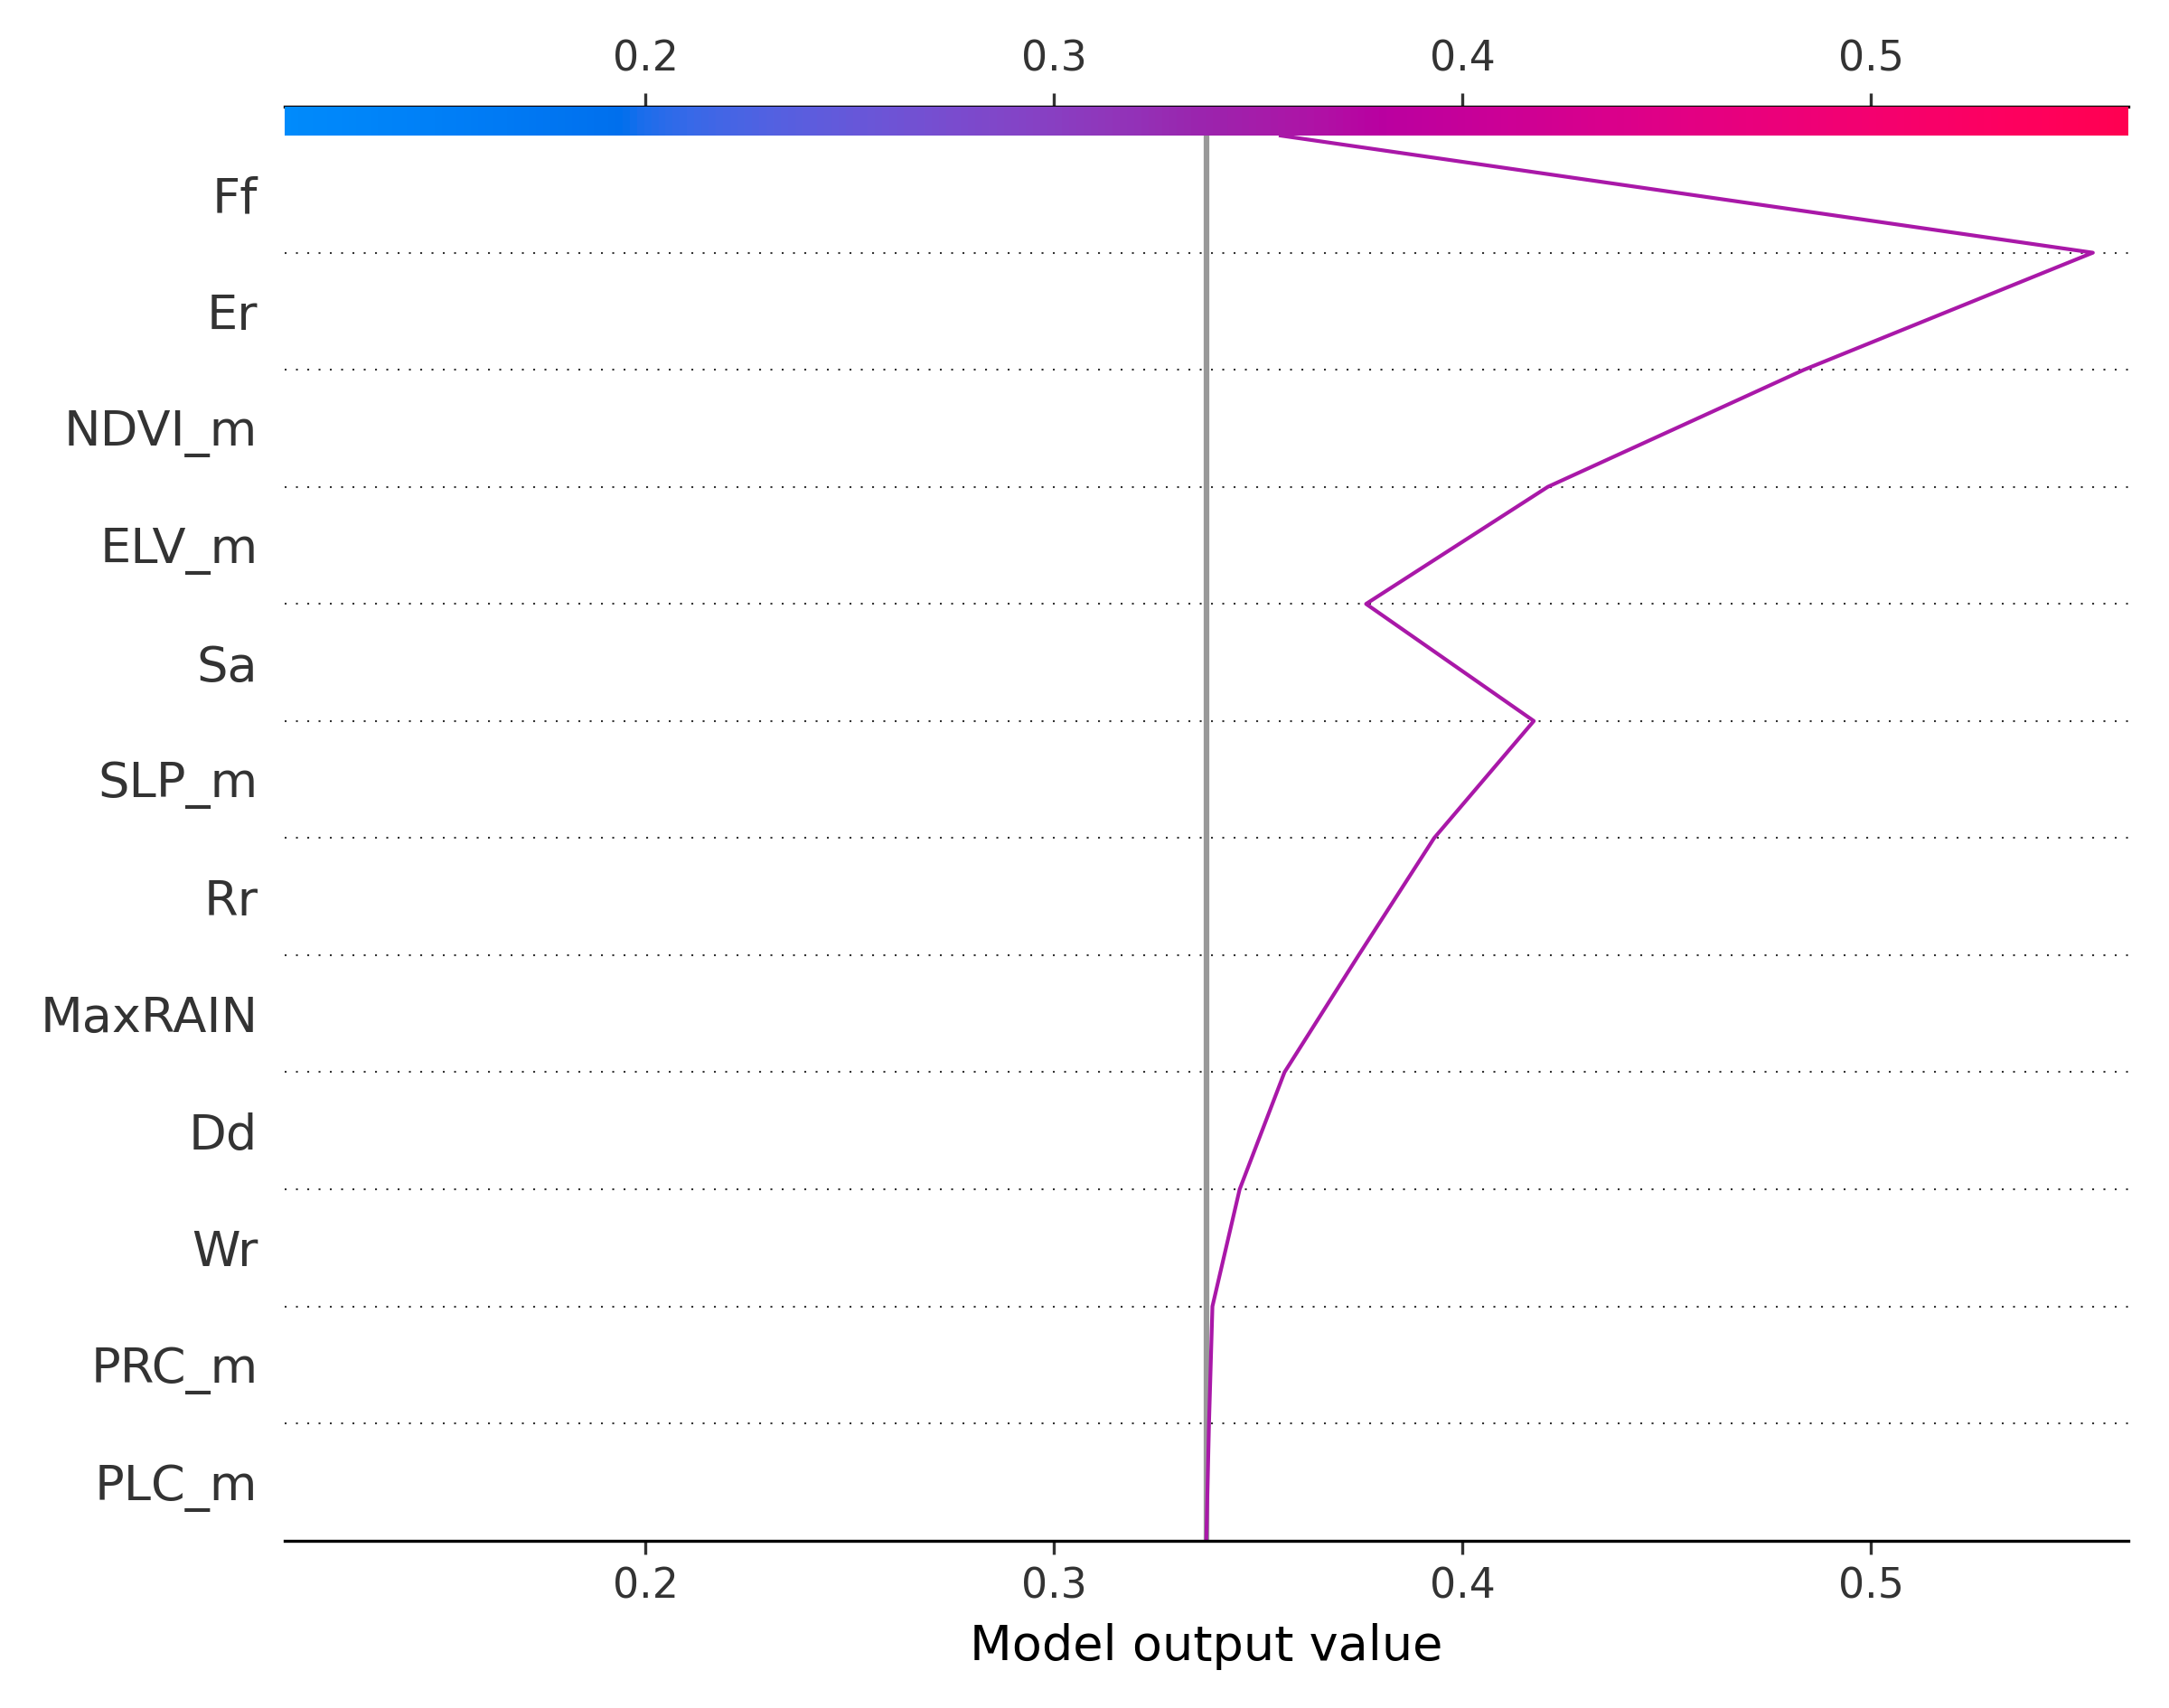 0.2 0.3 0.4 0.5
Ff
Er
NDVI_m
ELV_m
Sa
SLP_m
Rr
MaxRAIN
Dd
Wr
PRC_m
PLC_m
0.2 0.3 0.4 0.5
Model output value